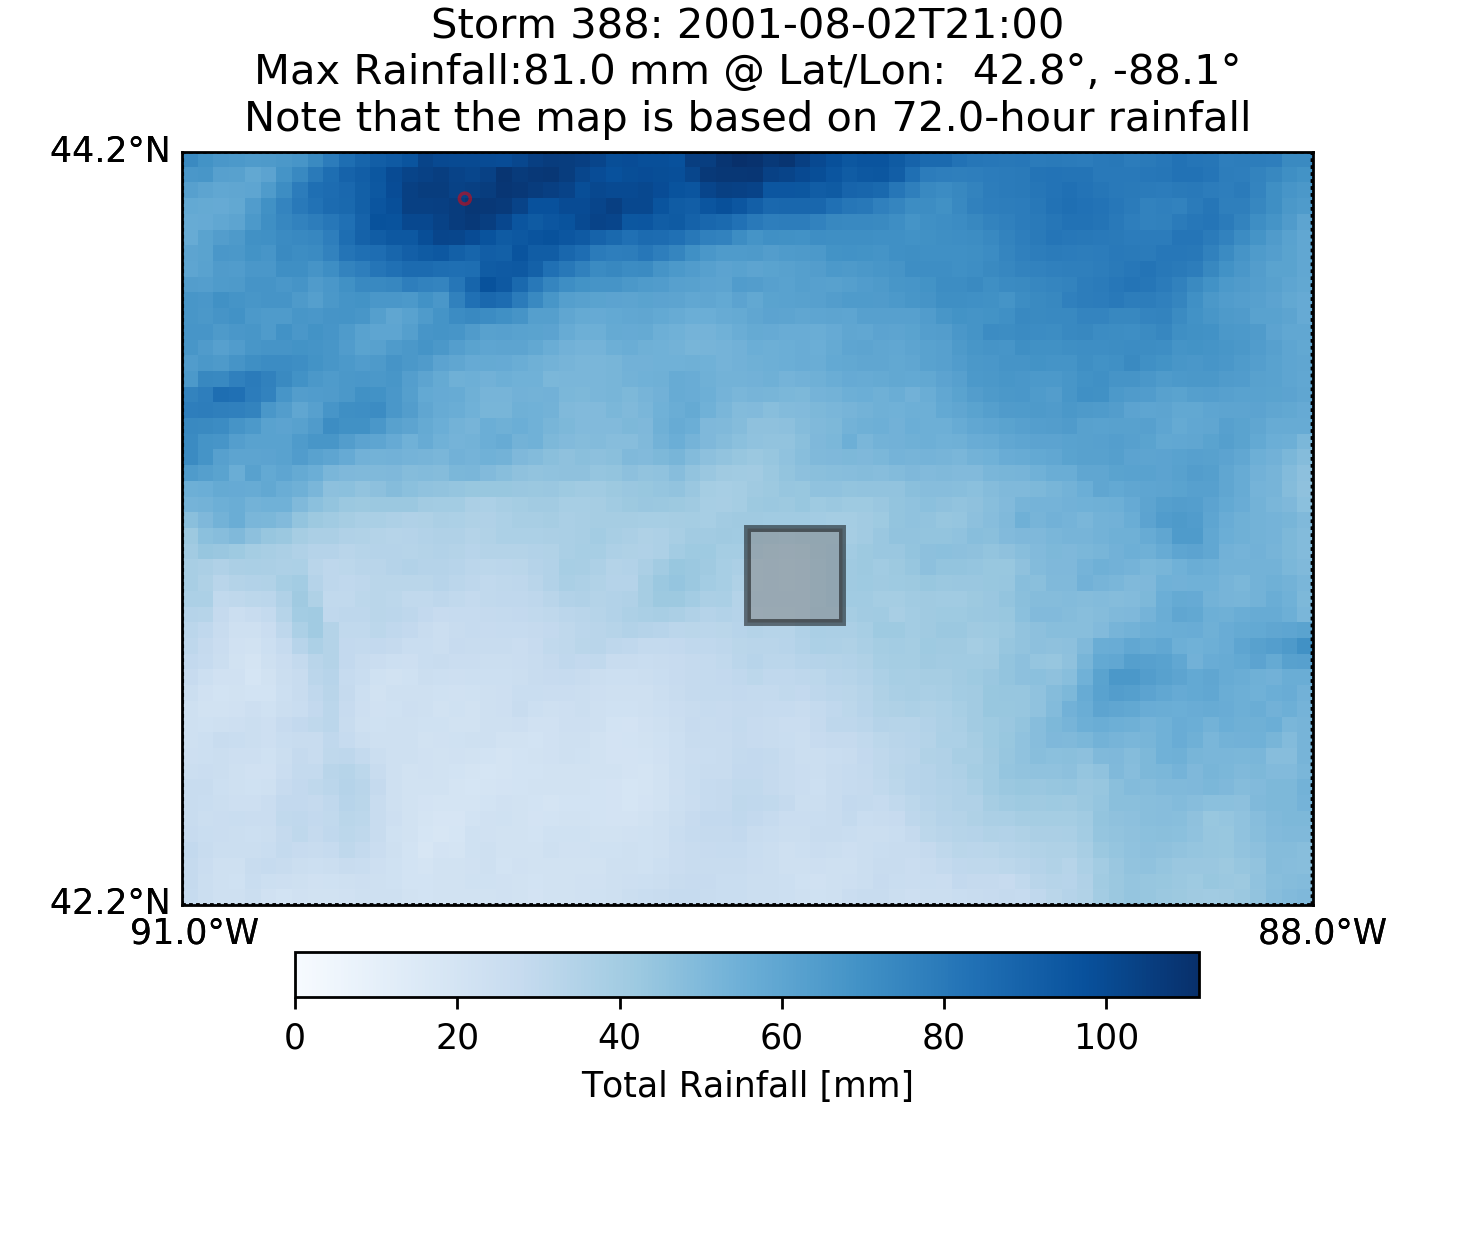 Storm 388: 2001-08-02T21:00
Max Rainfall:81.0 mm @ Lat/Lon:  42.8°, -88.1°
Note that the map is based on 72.0-hour rainfall
44.2°N
42.2°N
91.0°W 88.0°W
0 20 40 60 80 100
Total Rainfall [mm]